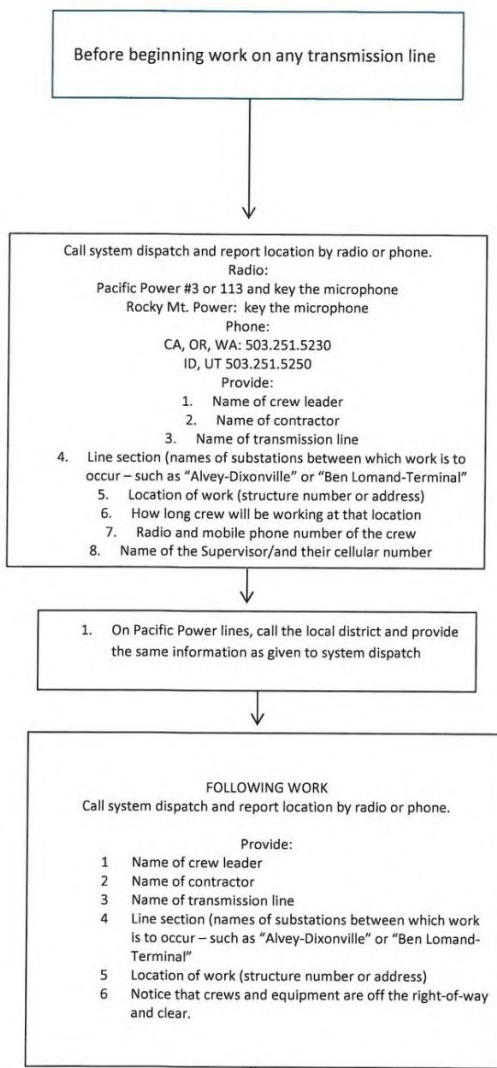 Before beginning work on any transmission line
Call system dispatch and report location by radio or phone.
Radio:
Pacific Power #3 or 113 and key the microphone
Rocky Mt. Power: key the microphone
Phone:
CA, OR, WA: 503.251.5230
ID, UT 503.251.5250
Provide:
1. Name of crew leader
2. Name of contractor
3. Name of transmission line
4. Line section (names of substations between which work is to
occur – such as “Alvey-Dixonville” or “Ben Lomand-Terminal”
5. Location of work (structure number or address)
6. How long crew will be working at that location
7. Radio and mobile phone number of the crew
8. Name of the Supervisor/and their cellular number
1. On Pacific Power lines, call the local district and provide
the same information as given to system dispatch
FOLLOWING WORK
Call system dispatch and report location by radio or phone.
Provide:
1 Name of crew leader
2 Name of contractor
3 Name of transmission line
4 Line section (names of substations between which work
is to occur – such as “Alvey-Dixonville” or “Ben Lomand-
Terminal”
5 Location of work (structure number or address)
6 Notice that crews and equipment are off the right-of-way
and clear.